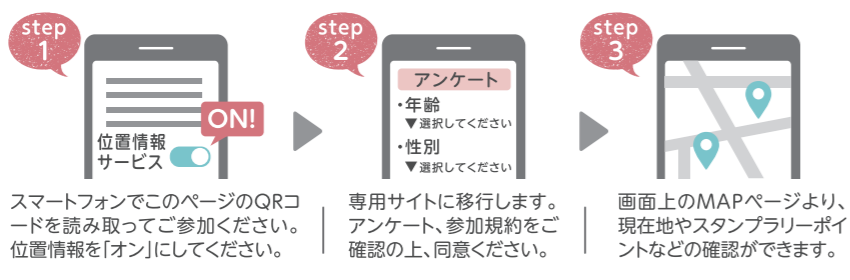 step
1
ON!
位置情報
サービス
スマートフォンでこのページのQRコ
ードを読み取ってご参加ください。
位置情報を「オン」にしてください。
step
2
アンケート
・年齢
▼選択してください
・性別
▼選択してください
専用サイトに移行します。
アンケート、参加規約をご
確認の上、同意ください。
step
3
画面上のMAPページより、
現在地やスタンプラリーポイ
ントなどの確認ができます。